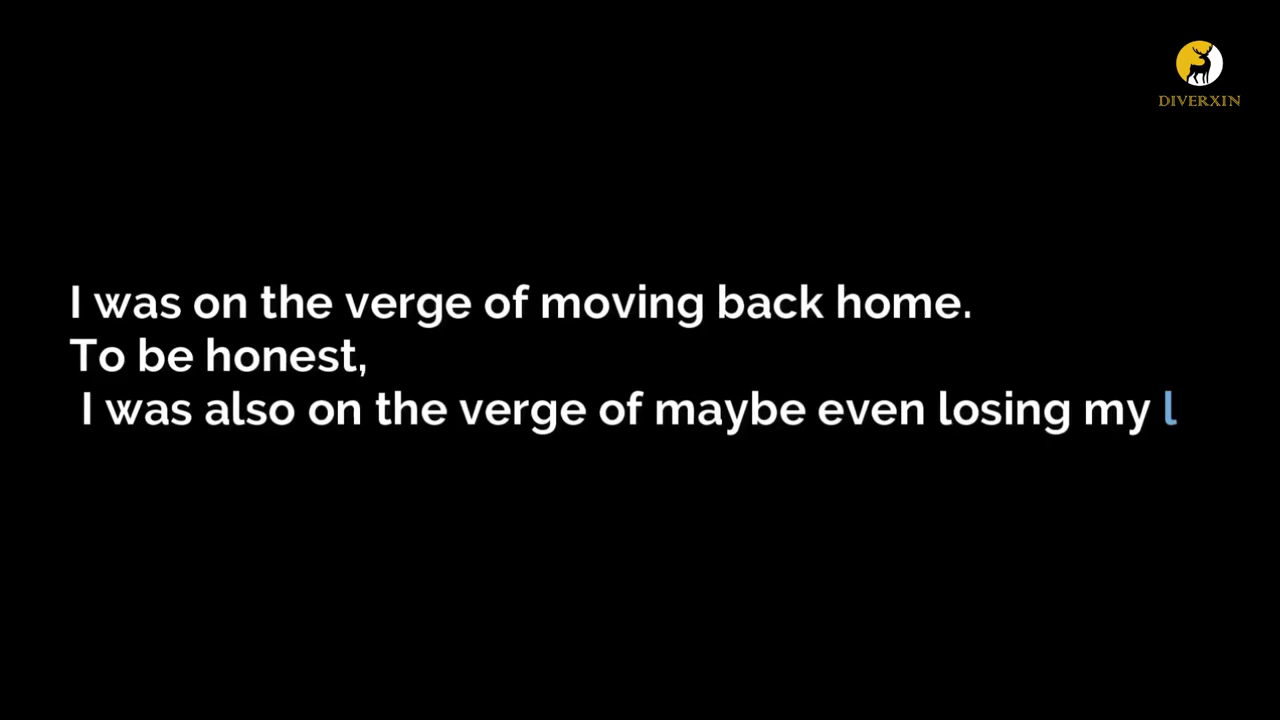 DIVERXIN
I was on the verge of moving back home.
To be honest,
I was also on the verge of maybe even losing my l